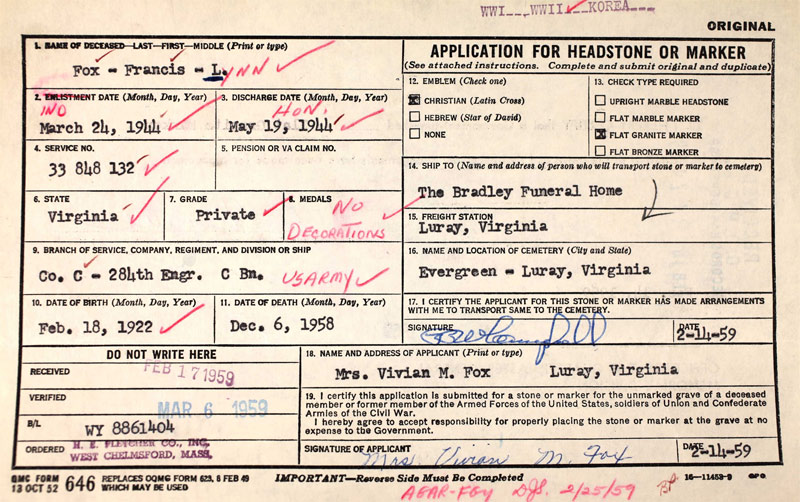 WWI___WWII___KOREA___
ORIGINAL
1. NAME OF DECEASED—LAST—FIRST—MIDDLE (Print or type)
Fox - Francis - L.YNN
2. ENLISTMENT DATE (Month, Day, Year)
IND
March 24, 1944
3. DISCHARGE DATE (Month, Day, Year)
HON.
May 19, 1944
4. SERVICE NO.
33 848 132
5. PENSION OR VA CLAIM NO.
6. STATE
Virginia
7. GRADE
Private
8. MEDALS
NO
DECORATIONS
9. BRANCH OF SERVICE, COMPANY, REGIMENT, AND DIVISION OR SHIP
Co. C - 284th Engr. C Bn. USARMY
10. DATE OF BIRTH (Month, Day, Year)
Feb. 18, 1922
11. DATE OF DEATH (Month, Day, Year)
Dec. 6, 1958
APPLICATION FOR HEADSTONE OR MARKER
(See attached instructions. Complete and submit original and duplicate)
12. EMBLEM (Check one)
CHRISTIAN (Latin Cross)
HEBREW (Star of David)
NONE
13. CHECK TYPE REQUIRED
UPRIGHT MARBLE HEADSTONE
FLAT MARBLE MARKER
FLAT GRANITE MARKER
FLAT BRONZE MARKER
14. SHIP TO (Name and address of person who will transport stone or marker to cemetery)
The Bradley Funeral Home
15. FREIGHT STATION
Luray, Virginia
16. NAME AND LOCATION OF CEMETERY (City and State)
Evergreen - Luray, Virginia
17. I CERTIFY THE APPLICANT FOR THIS STONE OR MARKER HAS MADE ARRANGEMENTS
WITH ME TO TRANSPORT SAME TO THE CEMETERY.
SIGNATURE
DATE
2-14-59
DO NOT WRITE HERE
RECEIVED
FEB 17 1959
VERIFIED
MAR 6 1959
B/L
WY 8861404
ORDERED
H. E. FLETCHER CO., INC.
WEST CHELMSFORD, MASS.
18. NAME AND ADDRESS OF APPLICANT (Print or type)
Mrs. Vivian M. Fox Luray, Virginia
19. I certify this application is submitted for a stone or marker for the unmarked grave of a deceased
member or former member of the Armed Forces of the United States, soldiers of Union and Confederate
Armies of the Civil War.
I hereby agree to accept responsibility for properly placing the stone or marker at the grave at no
expense to the Government.
SIGNATURE OF APPLICANT
Mrs Vivian M. Fox
DATE
2-14-59
QMC FORM
13 OCT 52
646
REPLACES OQMG FORM 623, 8 FEB 49
WHICH MAY BE USED
IMPORTANT—Reverse Side Must Be Completed
16—11453-9 GPO
2/25/59